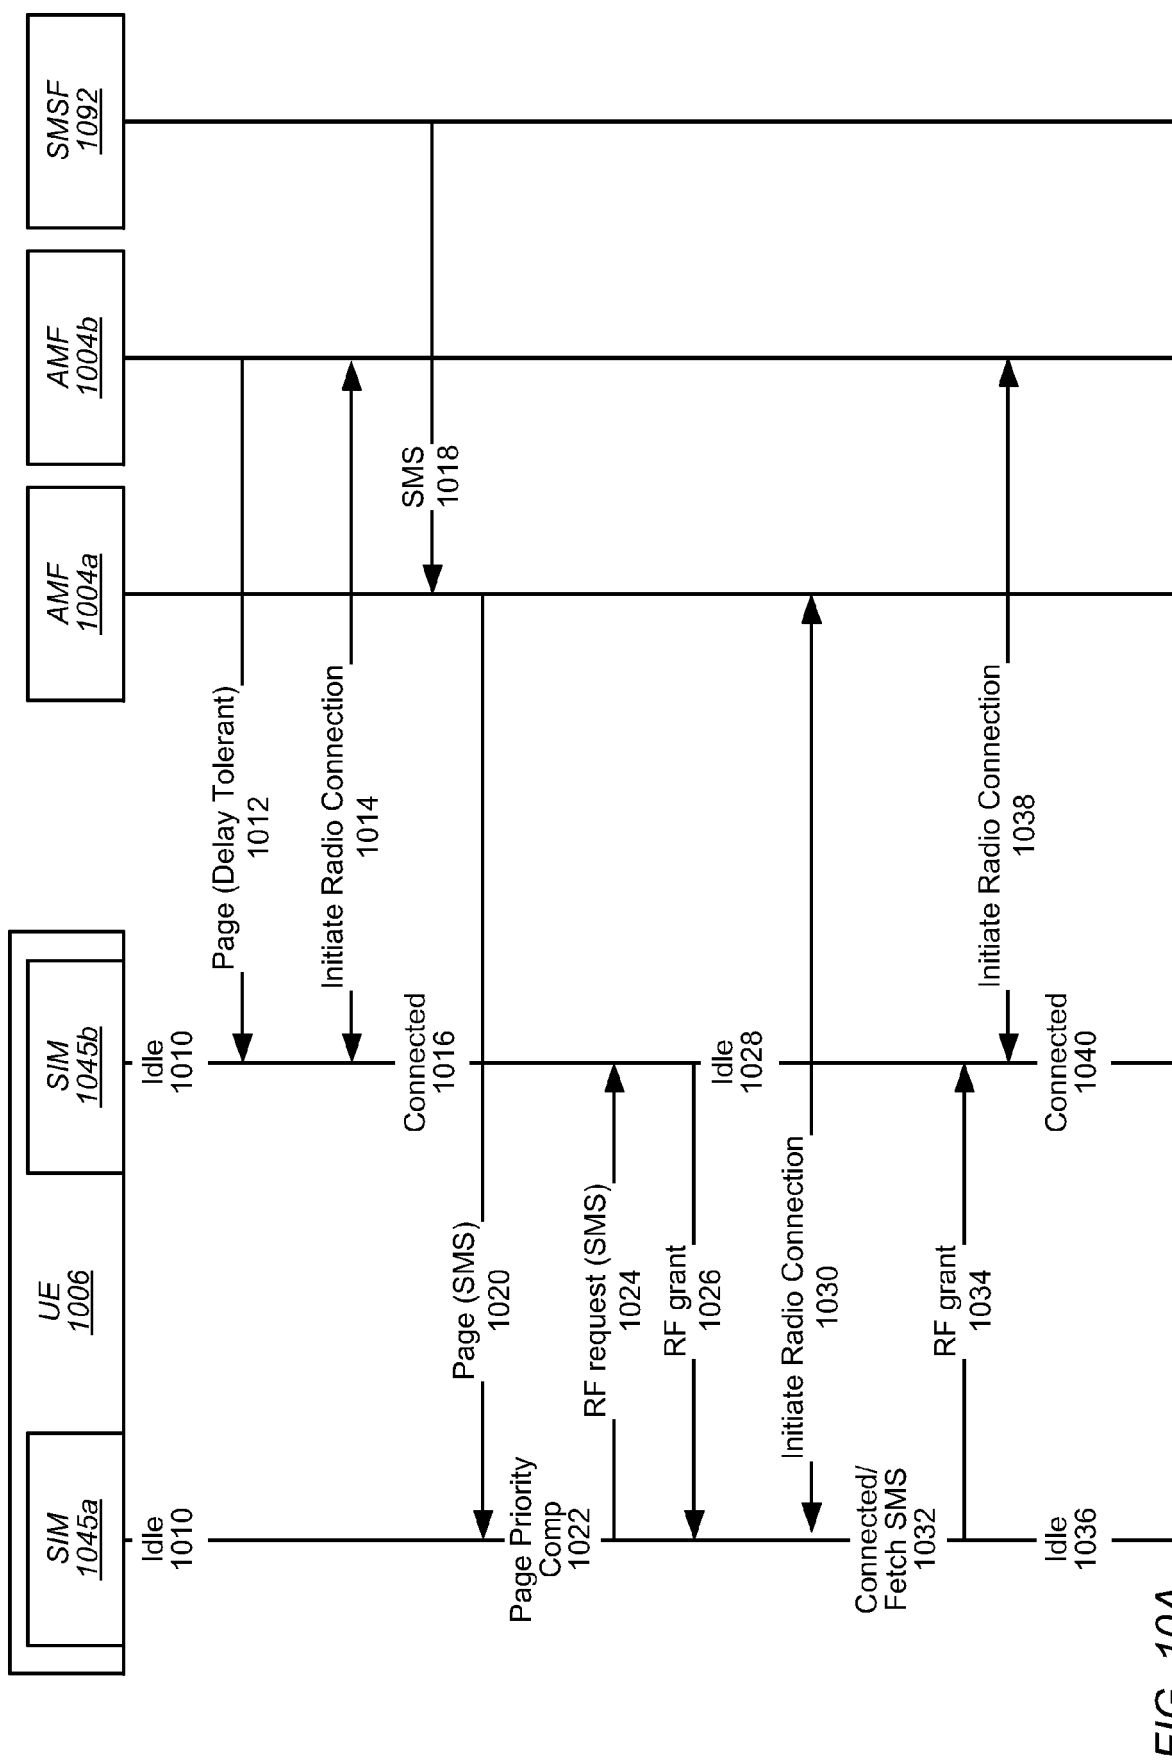 UE
1006
SIM
1045a
SIM
1045b
AMF
1004a
AMF
1004b
SMSF
1092
Idle
1010
Idle
1010
Page (Delay Tolerant)
1012
Initiate Radio Connection
1014
Connected
1016
SMS
1018
Page (SMS)
1020
Page Priority
Comp
1022
RF request (SMS)
1024
RF grant
1026
Idle
1028
Initiate Radio Connection
1030
Connected/
Fetch SMS
1032
RF grant
1034
Idle
1036
Initiate Radio Connection
1038
Connected
1040
FIG. 10A